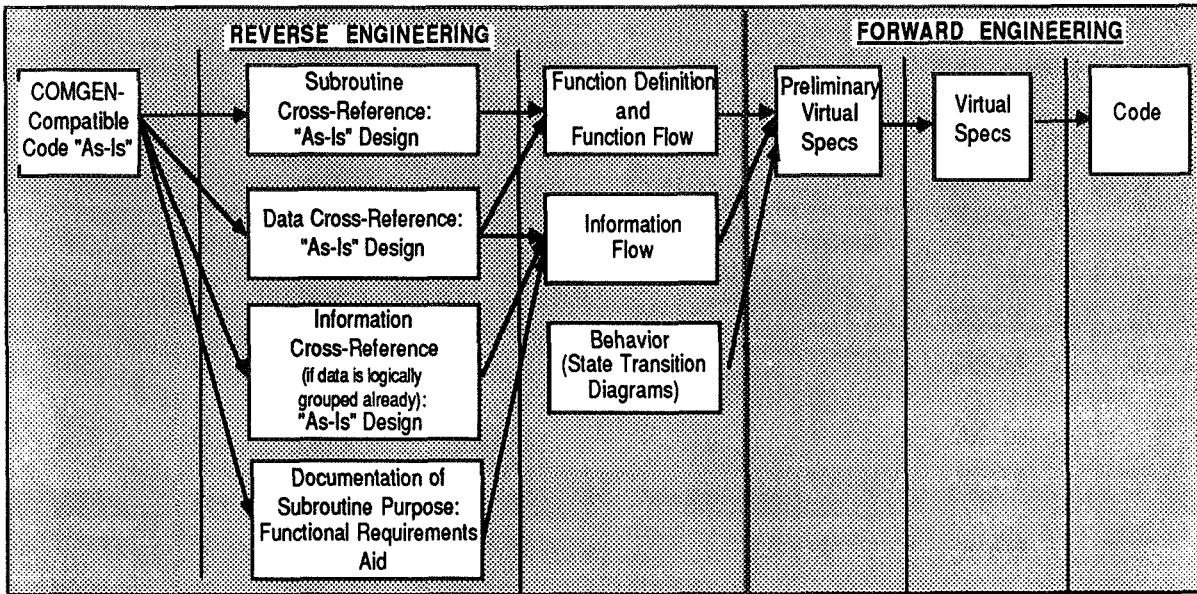 REVERSE ENGINEERING
FORWARD ENGINEERING
COMGEN-
Compatible
Code "As-Is"
Subroutine
Cross-Reference:
"As-Is" Design
Data Cross-Reference:
"As-Is" Design
Information
Cross-Reference
(if data is logically
grouped already):
"As-Is" Design
Documentation of
Subroutine Purpose:
Functional Requirements
Aid
Function Definition
and
Function Flow
Information
Flow
Behavior
(State Transition
Diagrams)
Preliminary
Virtual
Specs
Virtual
Specs
Code